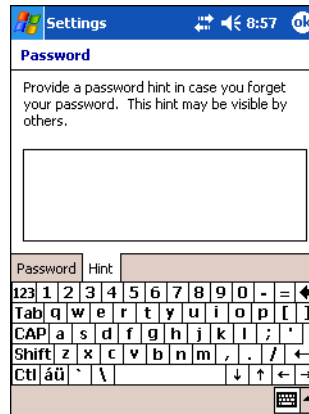 Settings 8:57 ok
Password
Provide a password hint in case you forget
your password. This hint may be visible by
others.
Password Hint
123 1 2 3 4 5 6 7 8 9 0 - =
Tab q w e r t y u i o p [ ]
CAP a s d f g h j k l ; '
Shift z x c v b n m , . /
Ctl áü ` \